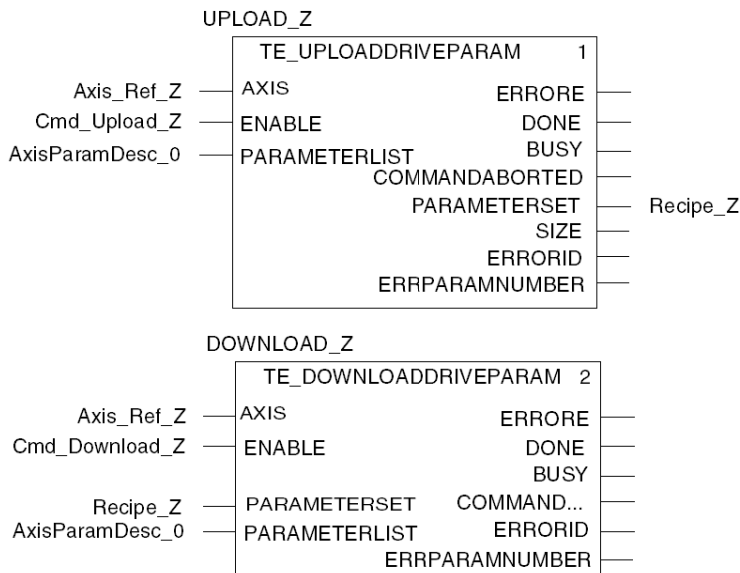 UPLOAD_Z
TE_UPLOADDRIVEPARAM 1
Axis_Ref_Z AXIS ERRORE
Cmd_Upload_Z ENABLE DONE
AxisParamDesc_0 PARAMETERLIST BUSY
COMMANDABORTED
PARAMETERSET Recipe_Z
SIZE
ERRORID
ERRPARAMNUMBER
DOWNLOAD_Z
TE_DOWNLOADDRIVEPARAM 2
Axis_Ref_Z AXIS ERRORE
Cmd_Download_Z ENABLE DONE
BUSY
Recipe_Z PARAMETERSET COMMAND...
AxisParamDesc_0 PARAMETERLIST ERRORID
ERRPARAMNUMBER